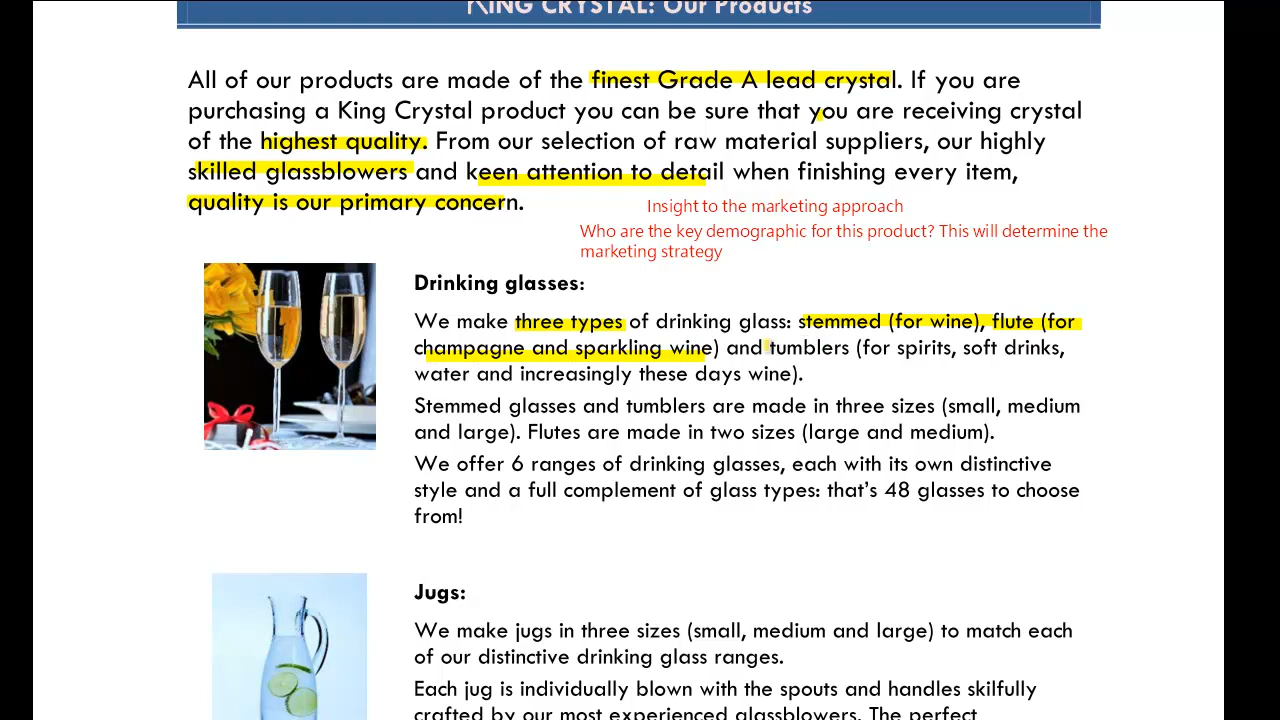 KING CRYSTAL: Our Products
All of our products are made of the finest Grade A lead crystal. If you are
purchasing a King Crystal product you can be sure that you are receiving crystal
of the highest quality. From our selection of raw material suppliers, our highly
skilled glassblowers and keen attention to detail when finishing every item,
quality is our primary concern.
Insight to the marketing approach
Who are the key demographic for this product? This will determine the
marketing strategy
Drinking glasses:
We make three types of drinking glass: stemmed (for wine), flute (for
champagne and sparkling wine) and tumblers (for spirits, soft drinks,
water and increasingly these days wine).
Stemmed glasses and tumblers are made in three sizes (small, medium
and large). Flutes are made in two sizes (large and medium).
We offer 6 ranges of drinking glasses, each with its own distinctive
style and a full complement of glass types: that's 48 glasses to choose
from!
Jugs:
We make jugs in three sizes (small, medium and large) to match each
of our distinctive drinking glass ranges.
Each jug is individually blown with the spouts and handles skilfully
crafted by our most experienced glassblowers. The perfect